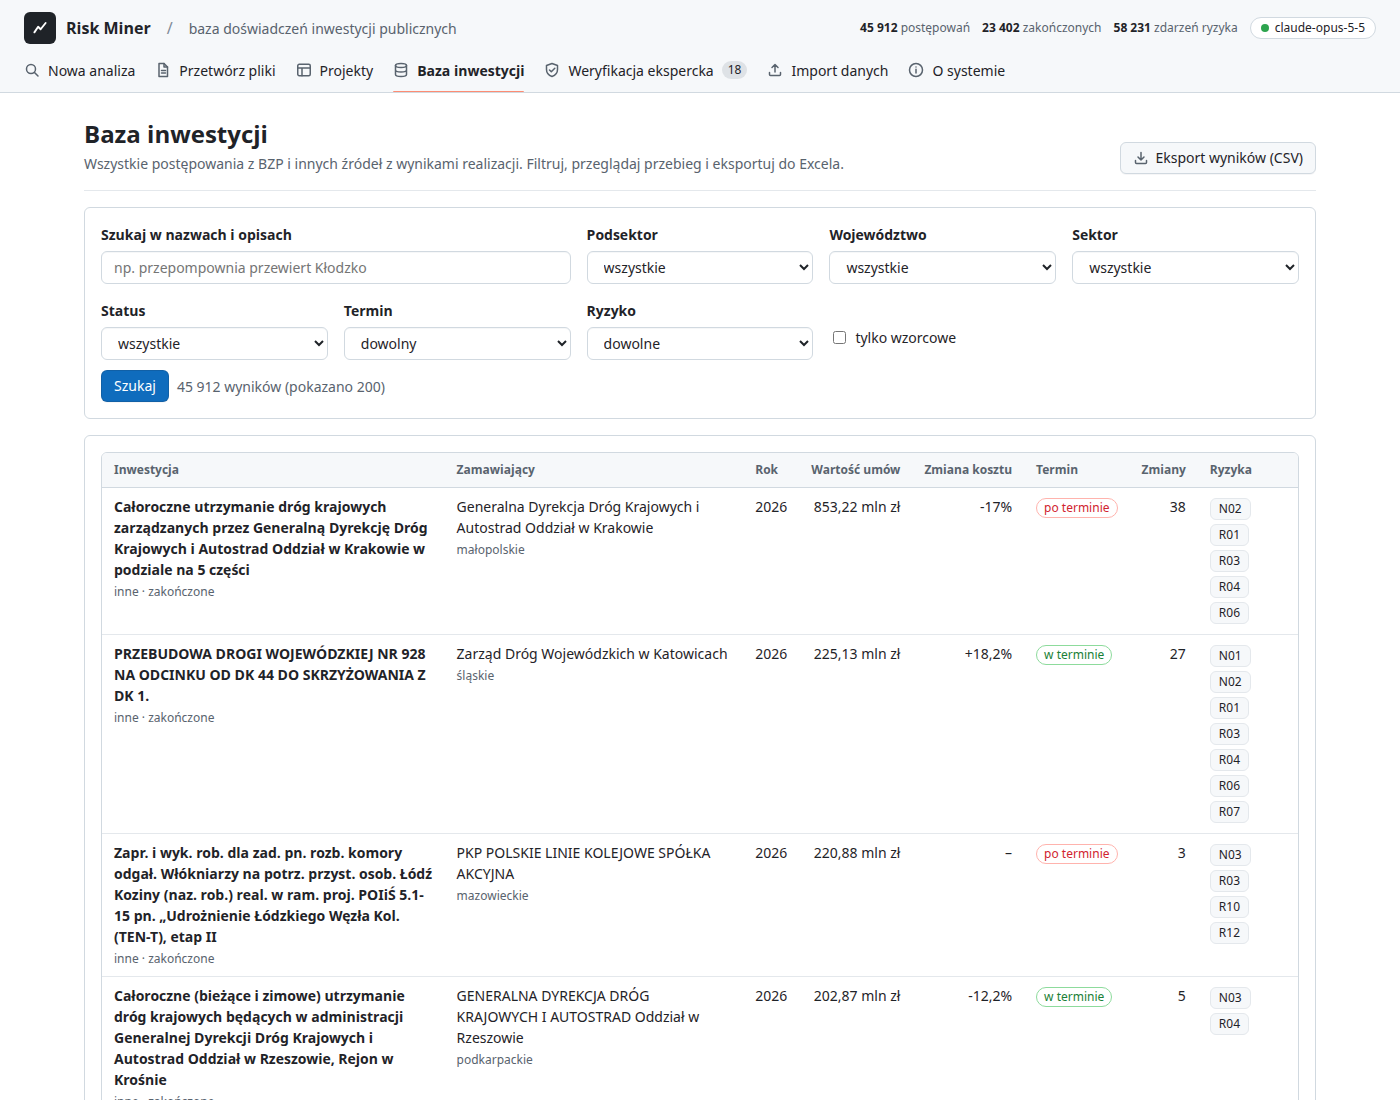 Risk Miner / baza doświadczeń inwestycji publicznych
45 912 postępowań 23 402 zakończonych 58 231 zdarzeń ryzyka claude-opus-5-5
Nowa analiza Przetwórz pliki Projekty Baza inwestycji Weryfikacja ekspercka 18 Import danych O systemie
Baza inwestycji
Wszystkie postępowania z BZP i innych źródeł z wynikami realizacji. Filtruj, przeglądaj przebieg i eksportuj do Excela.
Eksport wyników (CSV)
Szukaj w nazwach i opisach
np. przepompownia przewiert Kłodzko
Podsektor
wszystkie
Województwo
wszystkie
Sektor
wszystkie
Status
wszystkie
Termin
dowolny
Ryzyko
dowolne
tylko wzorcowe
Szukaj 45 912 wyników (pokazano 200)
Inwestycja Zamawiający Rok Wartość umów Zmiana kosztu Termin Zmiany Ryzyka
Całoroczne utrzymanie dróg krajowych
zarządzanych przez Generalną Dyrekcję Dróg
Krajowych i Autostrad Oddział w Krakowie w
podziale na 5 części
inne · zakończone
Generalna Dyrekcja Dróg Krajowych i
Autostrad Oddział w Krakowie
małopolskie
2026
853,22 mln zł
-17%
po terminie
38
N02
R01
R03
R04
R06
PRZEBUDOWA DROGI WOJEWÓDZKIEJ NR 928
NA ODCINKU OD DK 44 DO SKRZYŻOWANIA Z
DK 1.
inne · zakończone
Zarząd Dróg Wojewódzkich w Katowicach
śląskie
2026
225,13 mln zł
+18,2%
w terminie
27
N01
N02
R01
R03
R04
R06
R07
Zapr. i wyk. rob. dla zad. pn. rozb. komory
odgał. Włókniarzy na potrz. przyst. osob. Łódź
Koziny (naz. rob.) real. w ram. proj. POIiŚ 5.1-
15 pn. „Udrożnienie Łódzkiego Węzła Kol.
(TEN-T), etap II
inne · zakończone
PKP POLSKIE LINIE KOLEJOWE SPÓŁKA
AKCYJNA
mazowieckie
2026
220,88 mln zł
–
po terminie
3
N03
R03
R10
R12
Całoroczne (bieżące i zimowe) utrzymanie
dróg krajowych będących w administracji
Generalnej Dyrekcji Dróg Krajowych i
Autostrad Oddział w Rzeszowie, Rejon w
Krośnie
inne · zakończone
GENERALNA DYREKCJA DRÓG
KRAJOWYCH I AUTOSTRAD Oddział w
Rzeszowie
podkarpackie
2026
202,87 mln zł
-12,2%
w terminie
5
N03
R04